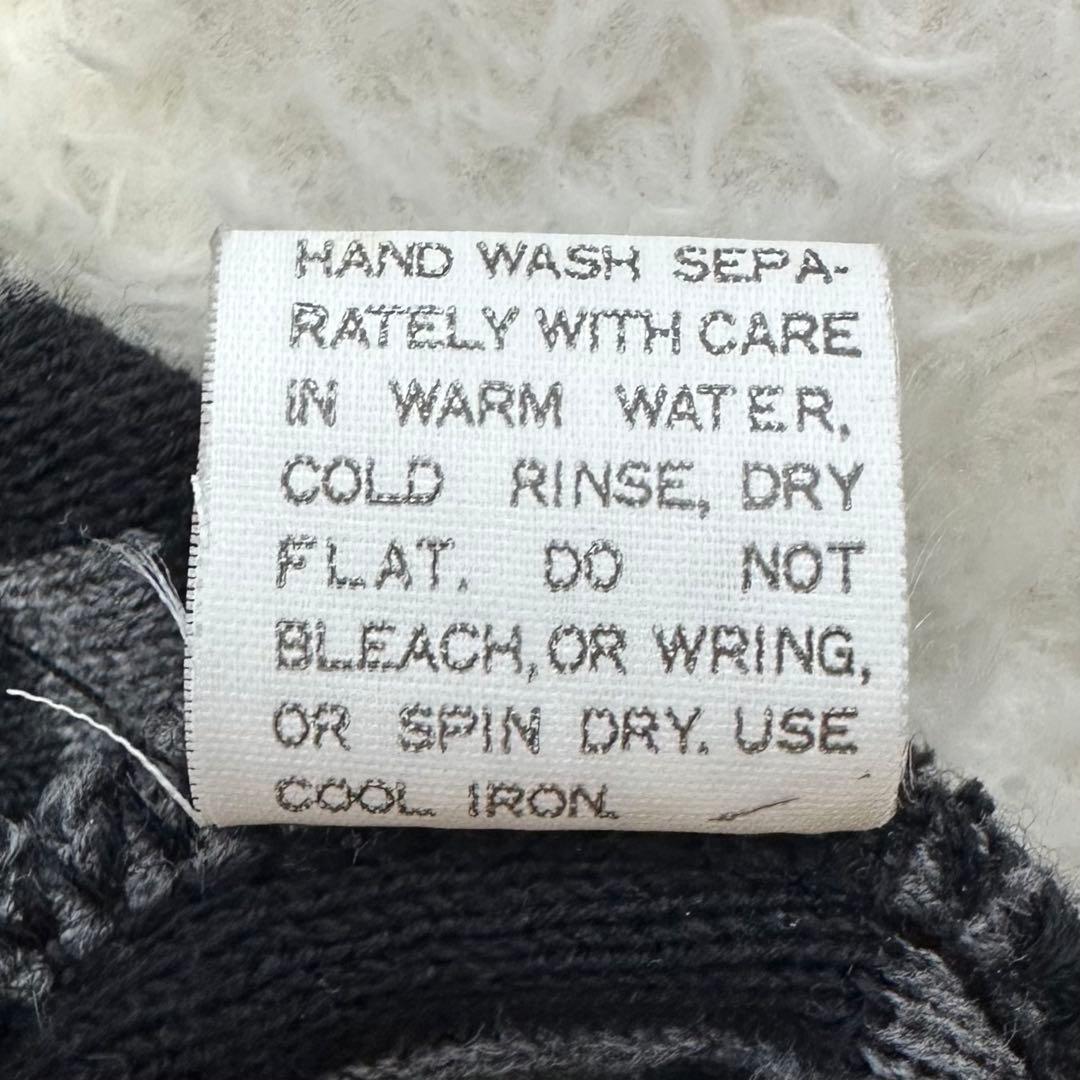 HAND WASH SEPA-
RATELY WITH CARE
IN WARM WATER,
COLD RINSE, DRY
FLAT. DO NOT
BLEACH, OR WRING,
OR SPIN DRY. USE
COOL IRON.